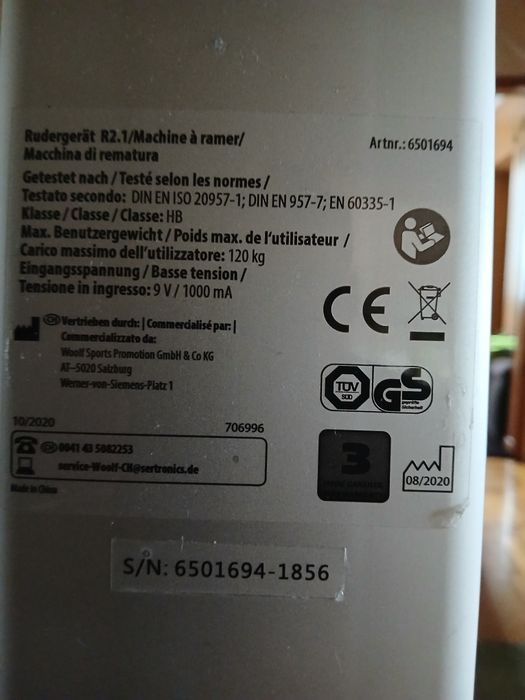 Rudergerät R2.1/Machine à ramer/
Macchina di rematura
Artnr.: 6501694
Getestet nach / Testé selon les normes /
Testato secondo: DIN EN ISO 20957-1; DIN EN 957-7; EN 60335-1
Klasse / Classe / Classe: HB
Max. Benutzergewicht / Poids max. de l'utilisateur /
Carico massimo dell'utilizzatore: 120 kg
Eingangsspannung / Basse tension /
Tensione in ingresso: 9 V / 1000 mA
CE
CH Vertrieben durch: | Commercialisé par: |
Commercializzato da:
Woolf Sports Promotion GmbH & Co KG
AT–5020 Salzburg
Werner-von-Siemens-Platz 1
TÜV
SÜD
GS
geprüfte
Sicherheit
10/2020
706996
CH 0041 43 5082253
service-Woolf-CH@sertronics.de
3
08/2020
Made in China
S/N: 6501694-1856